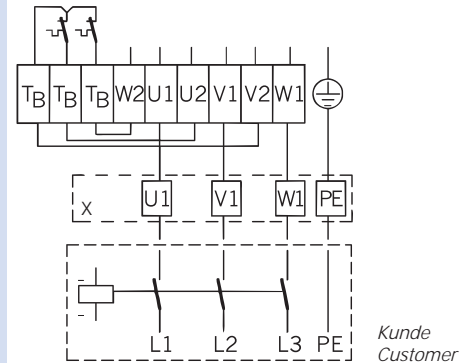 TB TB TB W2 U1 U2 V1 V2 W1
X U1 V1 W1 PE
L1 L2 L3 PE
Kunde
Customer